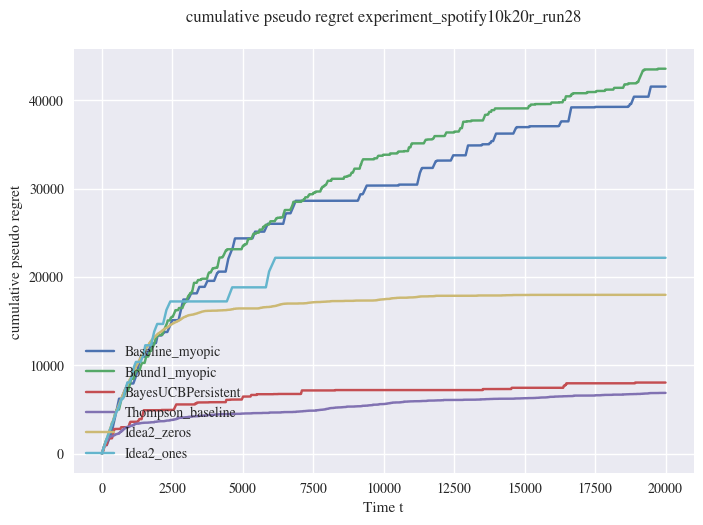 cumulative pseudo regret experiment_spotify10k20r_run28
cumulative pseudo regret
40000
30000
20000
10000
0
Baseline_myopic
Bound1_myopic
BayesUCBPersistent
Thompson_baseline
Idea2_zeros
Idea2_ones
0 2500 5000 7500 10000 12500 15000 17500 20000
Time t